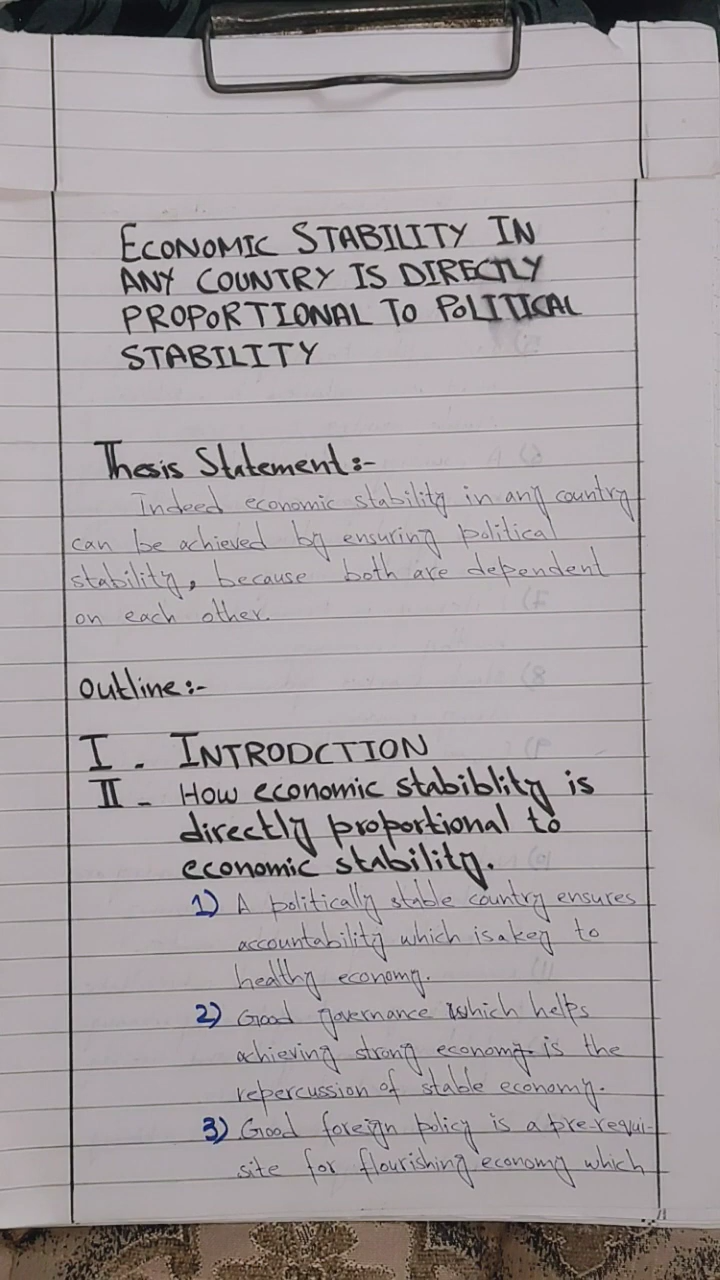 ECONOMIC STABILITY IN
ANY COUNTRY IS DIRECTLY
PROPORTIONAL TO POLITICAL
STABILITY
Thesis Statement:-
Indeed economic stability in any country
can be achieved by ensuring political
stability, because both are dependent
on each other.
Outline:-
I. INTRODCTION
II- How economic stabiblity is
directly proportional to
economic stability.
1) A politically stable country ensures
accountability which is a key to
healthy economy.
2) Good governance which helps
achieving strong economy is the
repercussion of stable economy.
3) Good foreign policy is a pre-requi-
site for flourishing economy which